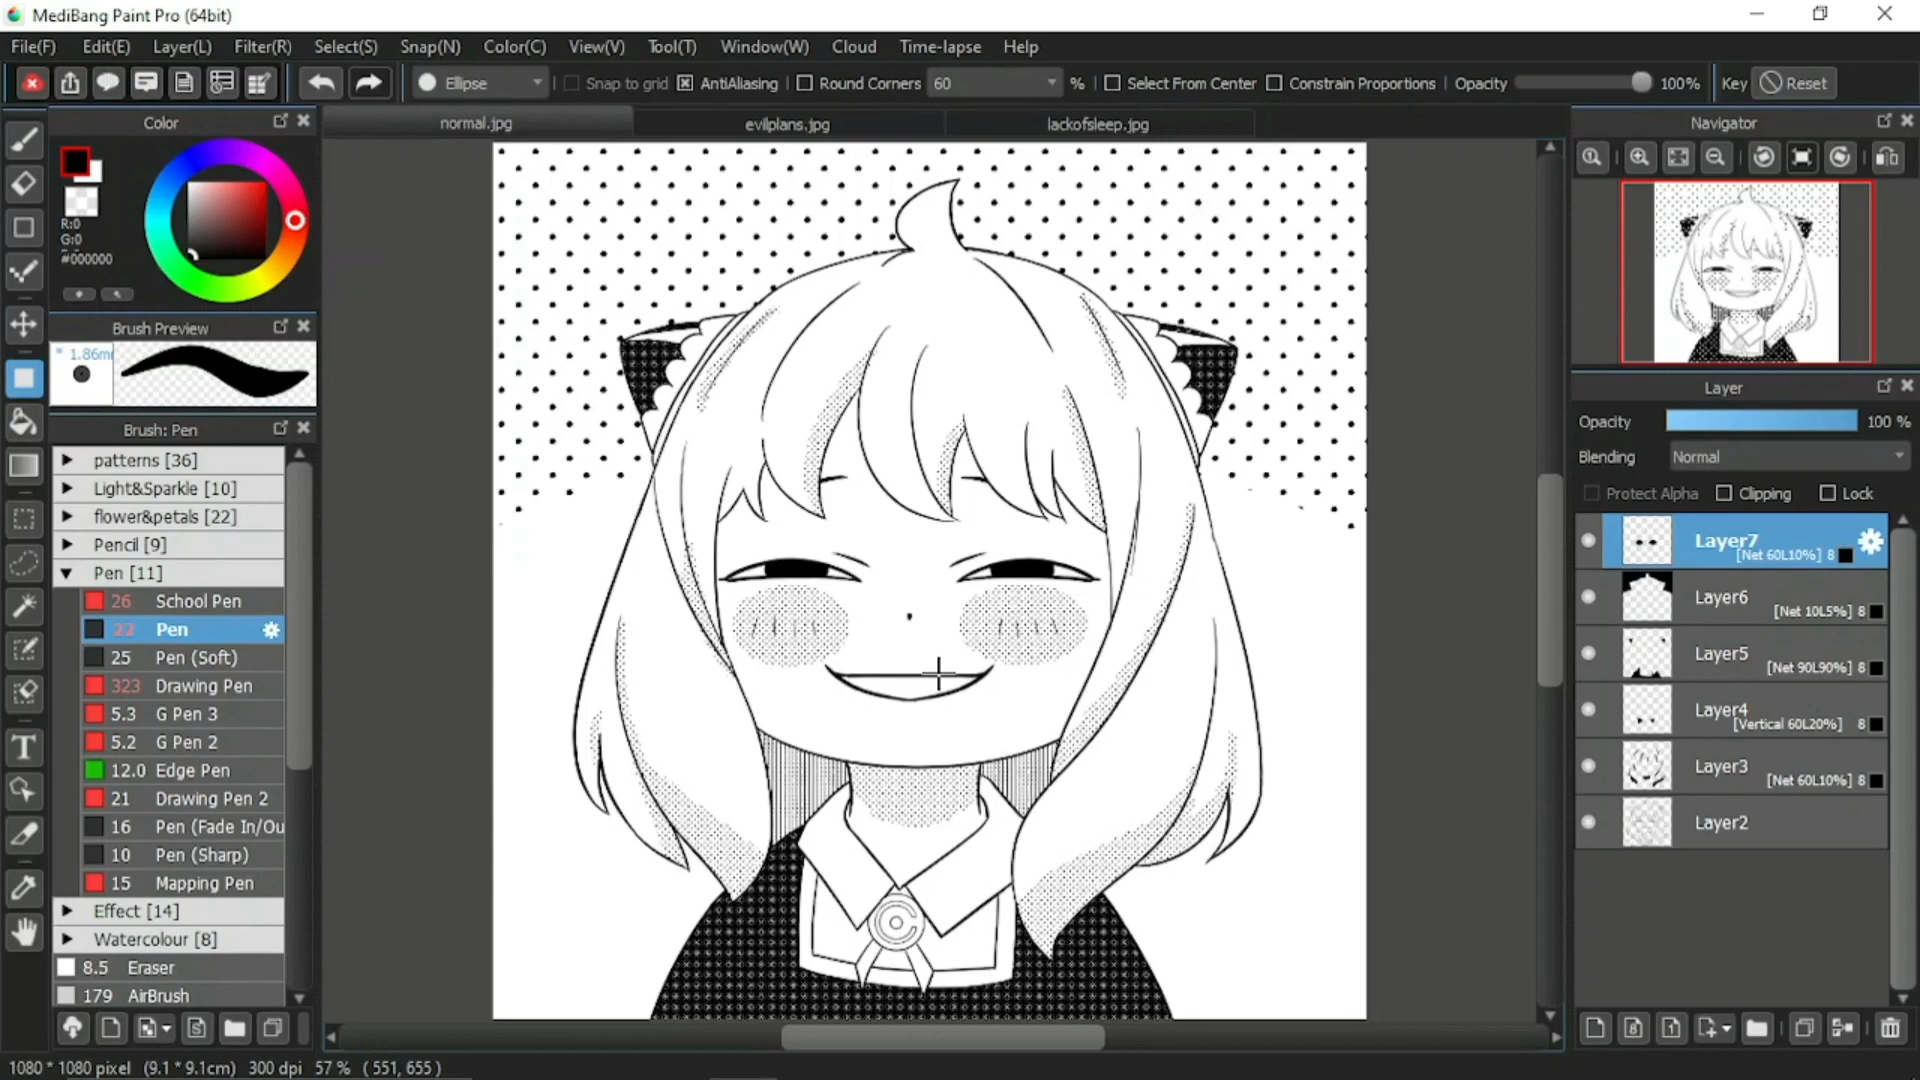 MediBang Paint Pro (64bit)
File(F) Edit(E) Layer(L) Filter(R) Select(S) Snap(N) Color(C) View(V) Tool(T) Window(W) Cloud Time-lapse Help
Ellipse Snap to grid AntiAliasing Round Corners 60 % Select From Center Constrain Proportions Opacity 100% Key Reset
Color
normal.jpg evilplans.jpg lackofsleep.jpg
Navigator
R:0
G:0
#000000
Brush Preview
* 1.86m
Brush: Pen
patterns [36]
Light&Sparkle [10]
flower&petals [22]
Pencil [9]
Pen [11]
26 School Pen
22 Pen
25 Pen (Soft)
323 Drawing Pen
5.3 G Pen 3
5.2 G Pen 2
12.0 Edge Pen
21 Drawing Pen 2
16 Pen (Fade In/Ou
10 Pen (Sharp)
15 Mapping Pen
Effect [14]
Watercolour [8]
8.5 Eraser
179 AirBrush
Layer
Opacity 100 %
Blending Normal
Protect Alpha Clipping Lock
Layer7
[Net 60L10%] 8
Layer6
[Net 10L5%] 8
Layer5
[Net 90L90%] 8
Layer4
[Vertical 60L20%] 8
Layer3
[Net 60L10%] 8
Layer2
1080 * 1080 pixel (9.1 * 9.1cm) 300 dpi 57 % ( 551, 655 )